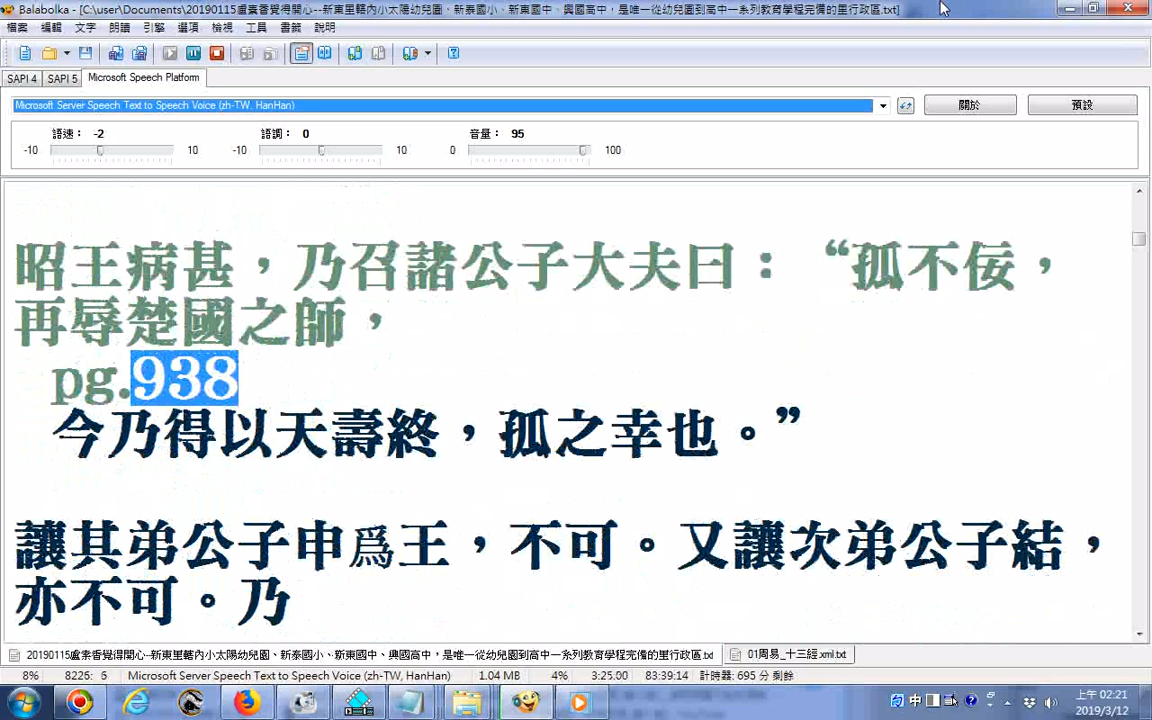 Balabolka - [C:\user\Documents\20190115盧素香覺得開心--新東里轄內小太陽幼兒園、新泰國小、新東國中、興國高中，是唯一從幼兒園到高中一系列教育學程完備的里行政區.txt]
檔案 編輯 文字 朗讀 引擎 選項 檢視 工具 書籤 說明
SAPI 4 SAPI 5 Microsoft Speech Platform
Microsoft Server Speech Text to Speech Voice (zh-TW, HanHan)
關於 預設
語速： -2 語調： 0 音量： 95
-10 10 -10 10 0 100
昭王病甚，乃召諸公子大夫曰：“孤不佞，
再辱楚國之師，
pg.938
今乃得以天壽終，孤之幸也。”
讓其弟公子申爲王，不可。又讓次弟公子結，
亦不可。乃
20190115盧素香覺得開心--新東里轄內小太陽幼兒園、新泰國小、新東國中、興國高中，是唯一從幼兒園到高中一系列教育學程完備的里行政區.txt 01周易_十三經.xml.txt
8% 8225: 6 Microsoft Server Speech Text to Speech Voice (zh-TW, HanHan) 1.04 MB 4% 3:25.00 83:39:14 計時器: 695 分 剩餘
中 上午 02:21
2019/3/12